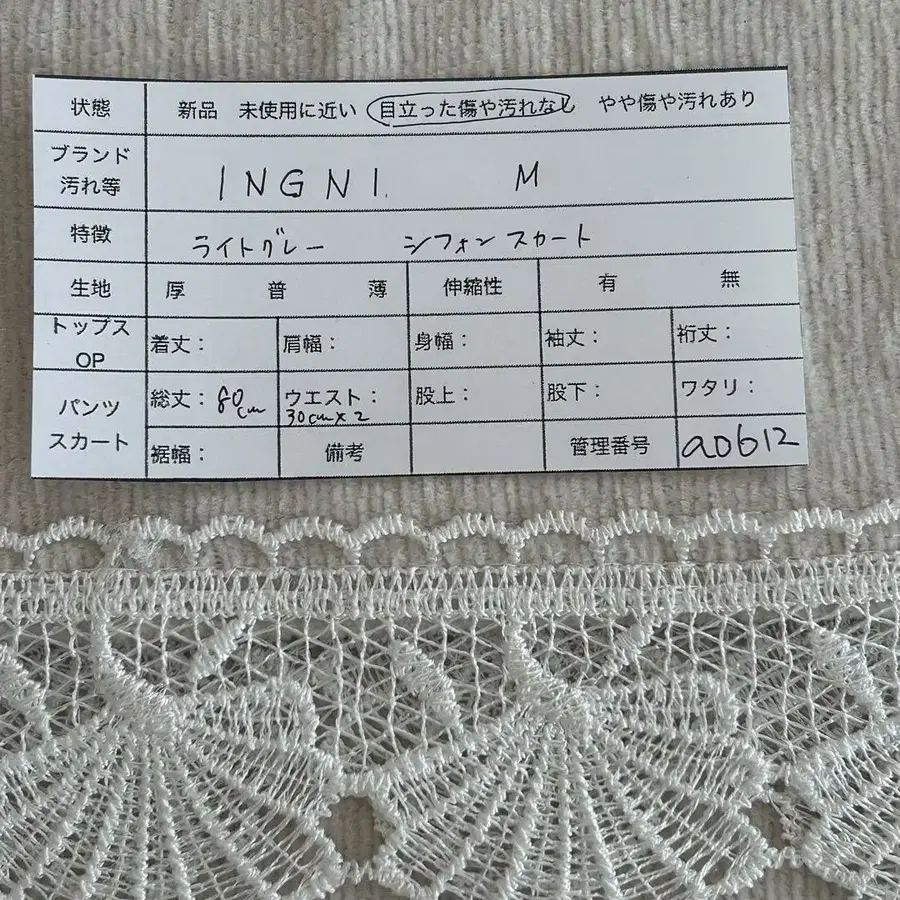 状態 新品 未使用に近い 目立った傷や汚れなし やや傷や汚れあり
ブランド
汚れ等 INGNI M
特徴 ライトグレー シフォンスカート
生地 厚 普 薄 伸縮性 有 無
トップス
OP 着丈： 肩幅： 身幅： 袖丈： 裄丈：
パンツ
スカート 総丈：80cm ウエスト：30cm×2 股上： 股下： ワタリ：
裾幅： 備考 管理番号 a0612